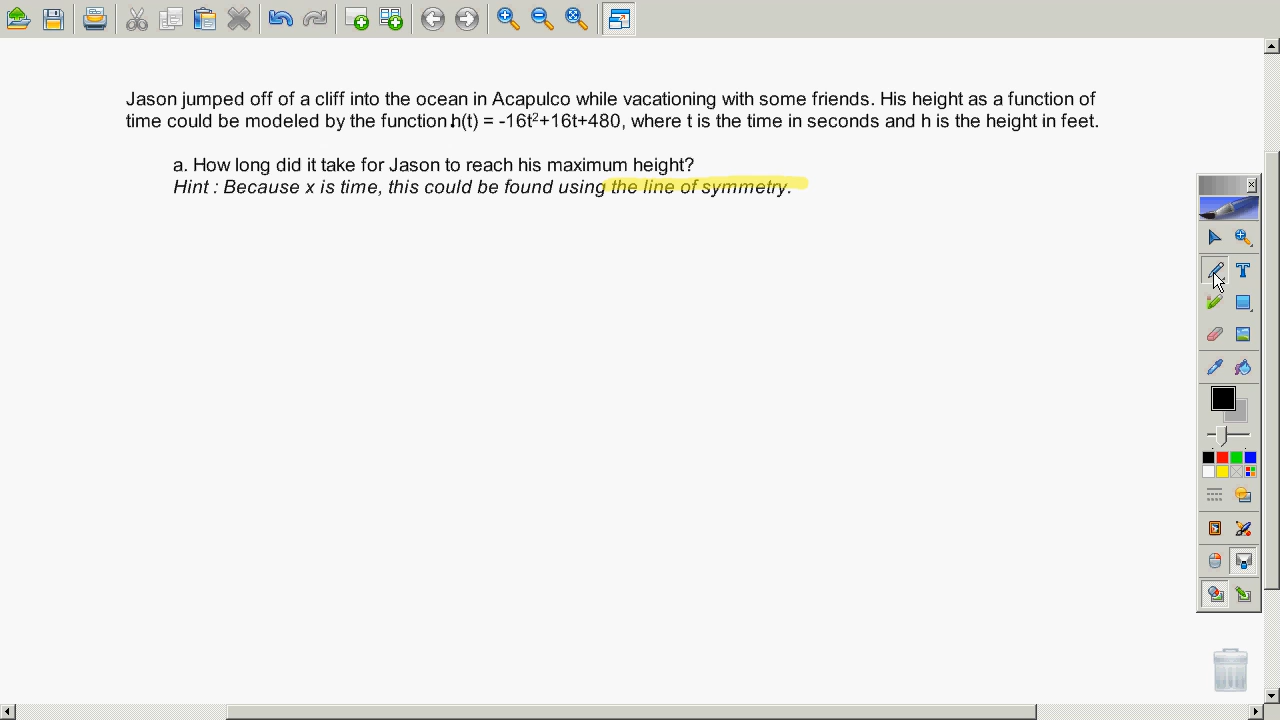 Jason jumped off of a cliff into the ocean in Acapulco while vacationing with some friends. His height as a function of
time could be modeled by the function h(t) = -16t²+16t+480, where t is the time in seconds and h is the height in feet.
a. How long did it take for Jason to reach his maximum height?
Hint : Because x is time, this could be found using the line of symmetry.